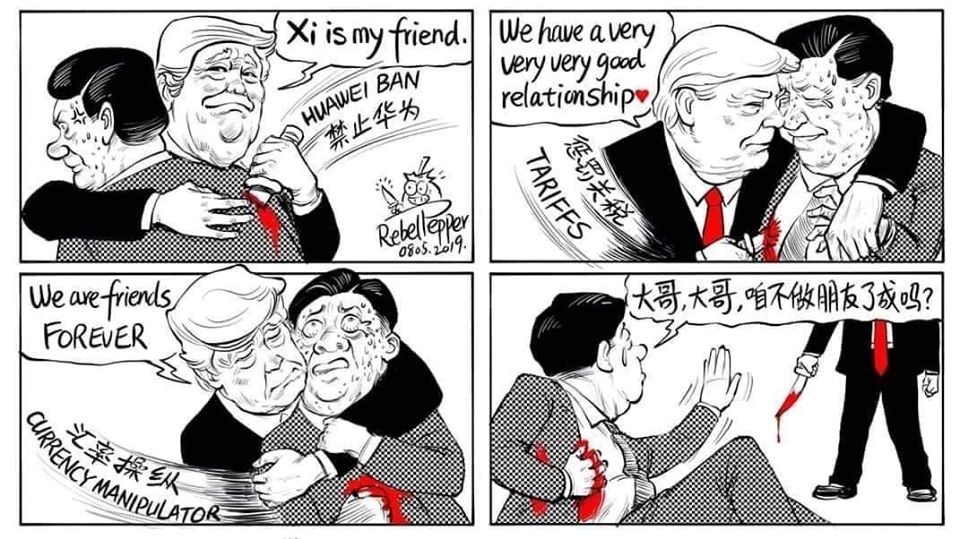 Xi is my friend.
HUAWEI BAN
禁止华为
RebelPepper
0805.2019.
We have a very
very very good
relationship♥
惩罚关税
TARIFFS
We are friends
FOREVER
汇率操纵
CURRENCY MANIPULATOR
大哥,大哥,咱不做朋友了成吗?